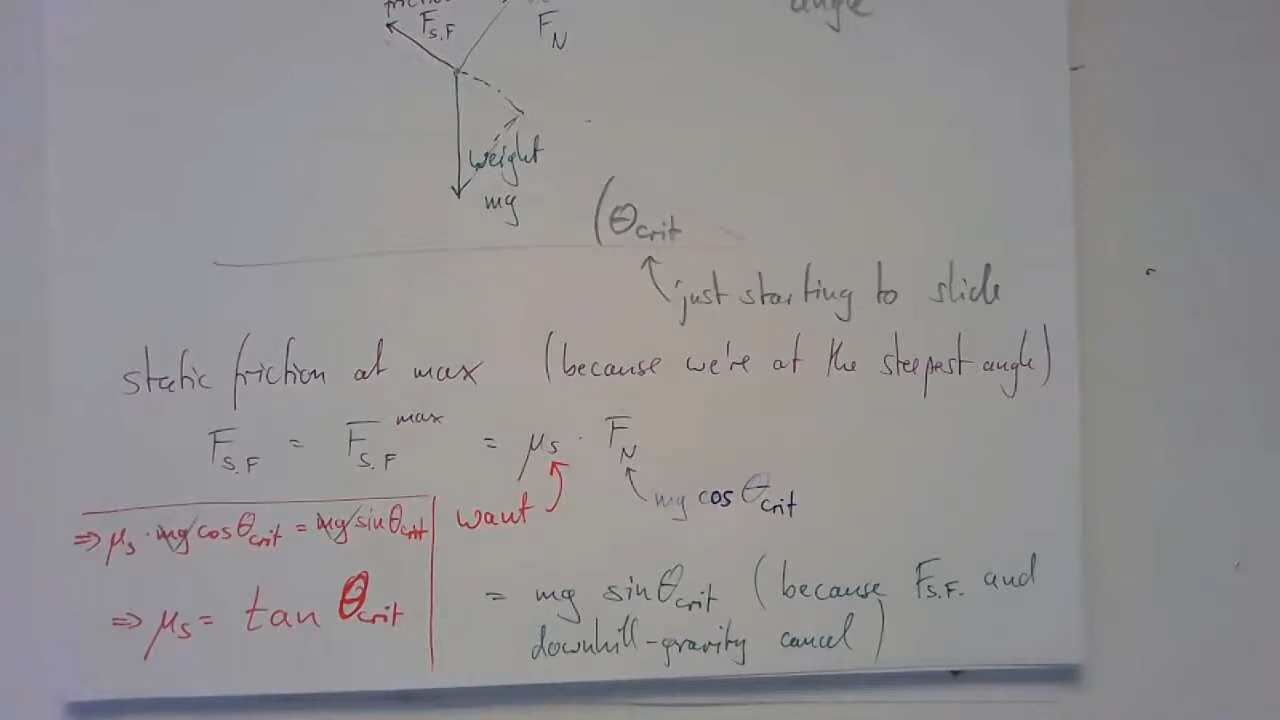 angle
F_S.F
F_N
weight
mg
(θ_crit
just starting to slide
static friction at max (because we're at the steepest angle)
F_S.F = F_S.F^max = μ_s · F_N
want
mg cos θ_crit
= mg sin θ_crit (because F_S.F. and
downhill-gravity cancel)
⇒ μ_s · mg cos θ_crit = mg sin θ_crit
⇒ μ_s = tan θ_crit